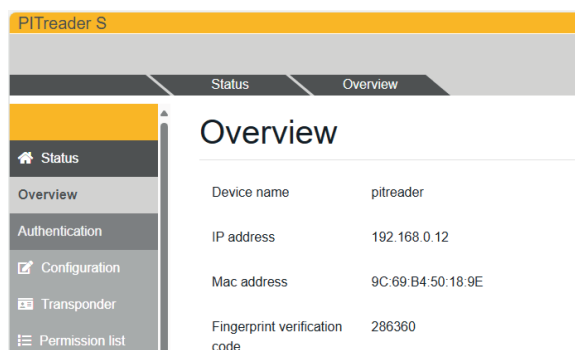 PITreader S
Status
Overview
Overview
Status
Overview
Authentication
Configuration
Transponder
Permission list
Device name pitreader
IP address 192.168.0.12
Mac address 9C:69:B4:50:18:9E
Fingerprint verification 286360
code